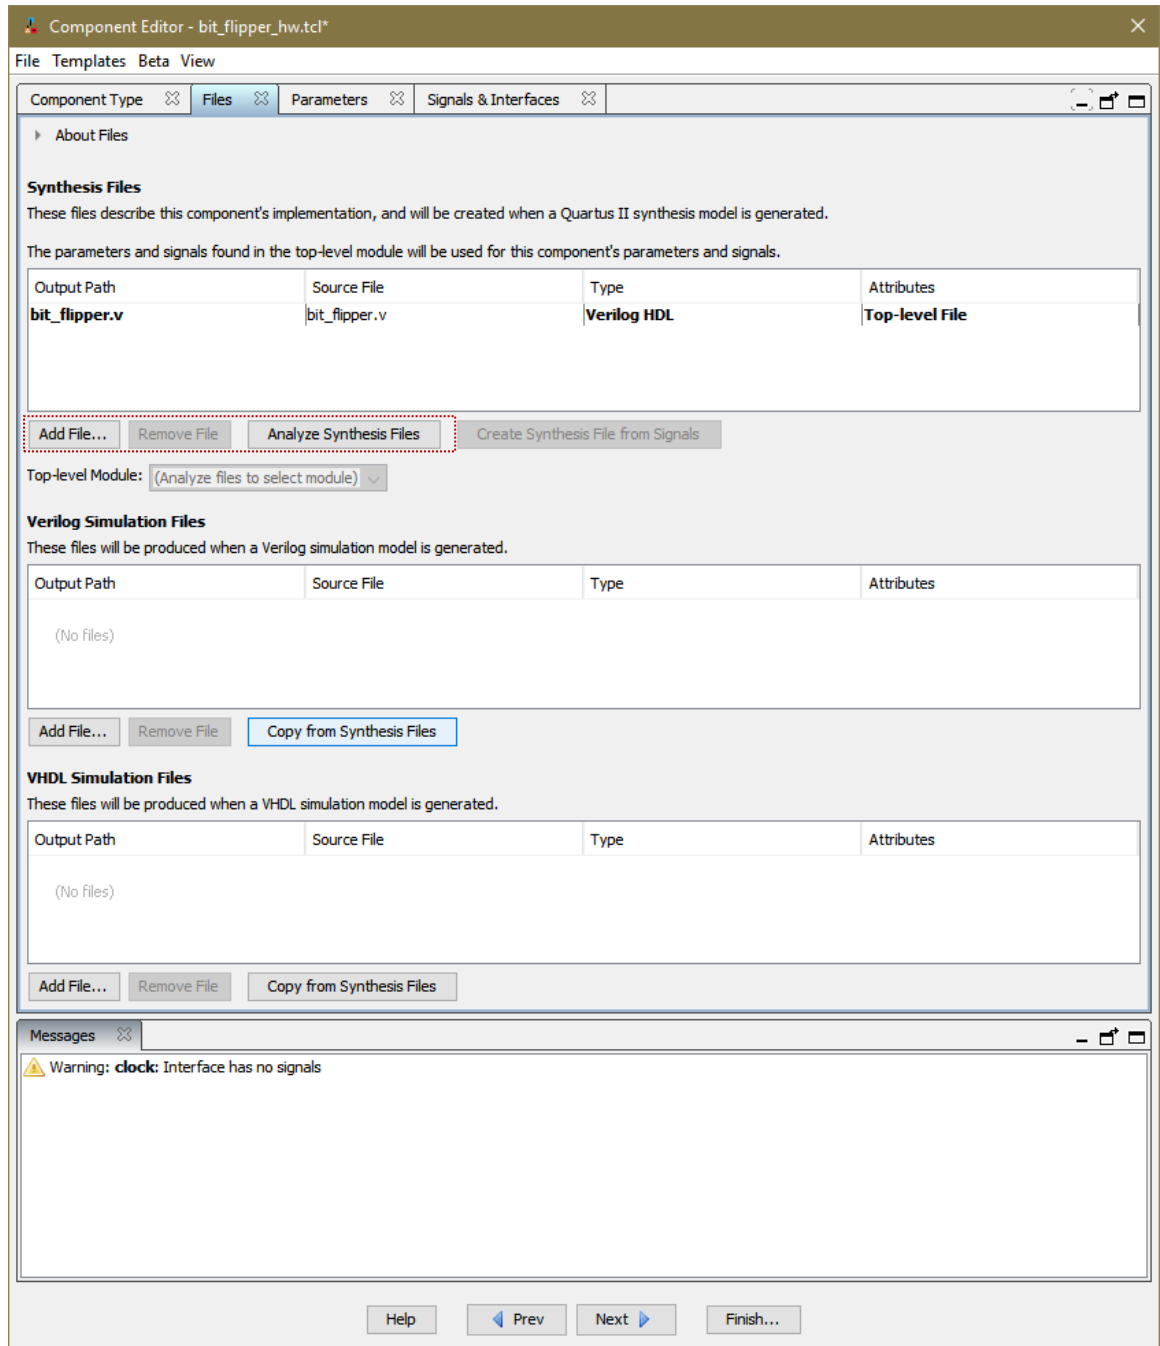 Component Editor - bit_flipper_hw.tcl*
File Templates Beta View
Component Type Files Parameters Signals & Interfaces
About Files
Synthesis Files
These files describe this component's implementation, and will be created when a Quartus II synthesis model is generated.
The parameters and signals found in the top-level module will be used for this component's parameters and signals.
Output Path Source File Type Attributes
bit_flipper.v bit_flipper.v Verilog HDL Top-level File
Add File... Remove File Analyze Synthesis Files Create Synthesis File from Signals
Top-level Module: (Analyze files to select module)
Verilog Simulation Files
These files will be produced when a Verilog simulation model is generated.
Output Path Source File Type Attributes
(No files)
Add File... Remove File Copy from Synthesis Files
VHDL Simulation Files
These files will be produced when a VHDL simulation model is generated.
Output Path Source File Type Attributes
(No files)
Add File... Remove File Copy from Synthesis Files
Messages
Warning: clock: Interface has no signals
Help Prev Next Finish...